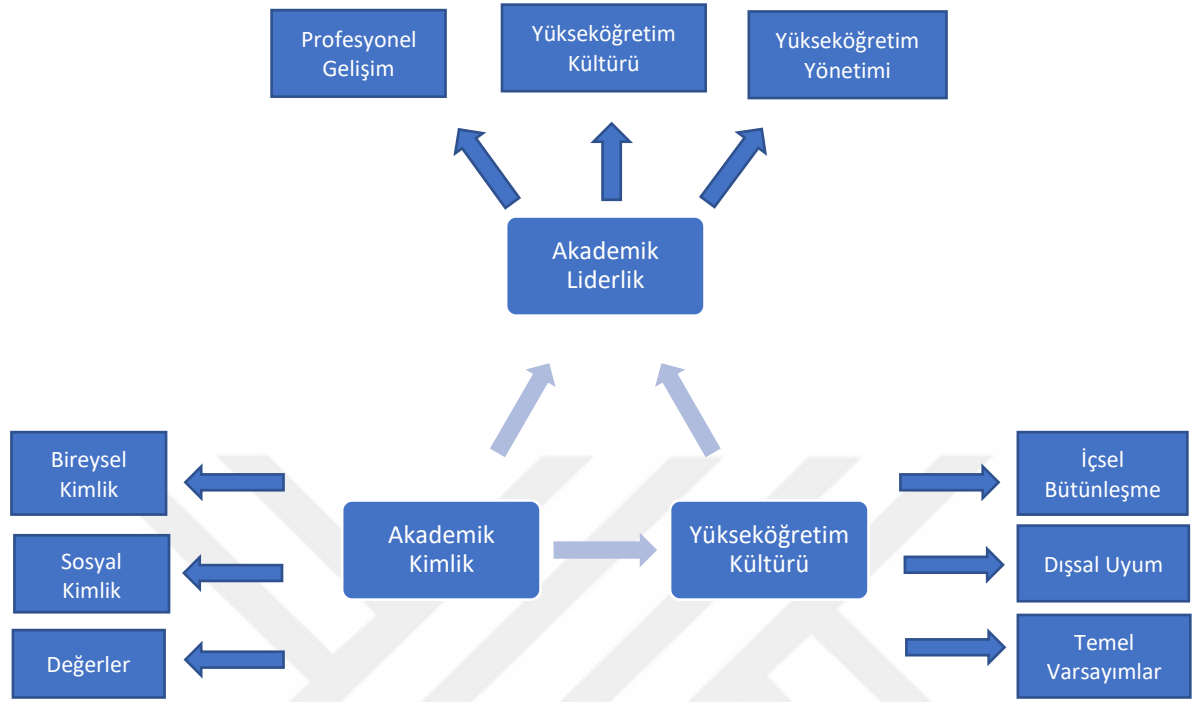 Profesyonel
Gelişim
Yükseköğretim
Kültürü
Yükseköğretim
Yönetimi
Akademik
Liderlik
Bireysel
Kimlik
Sosyal
Kimlik
Değerler
Akademik
Kimlik
Yükseköğretim
Kültürü
İçsel
Bütünleşme
Dışsal Uyum
Temel
Varsayımlar